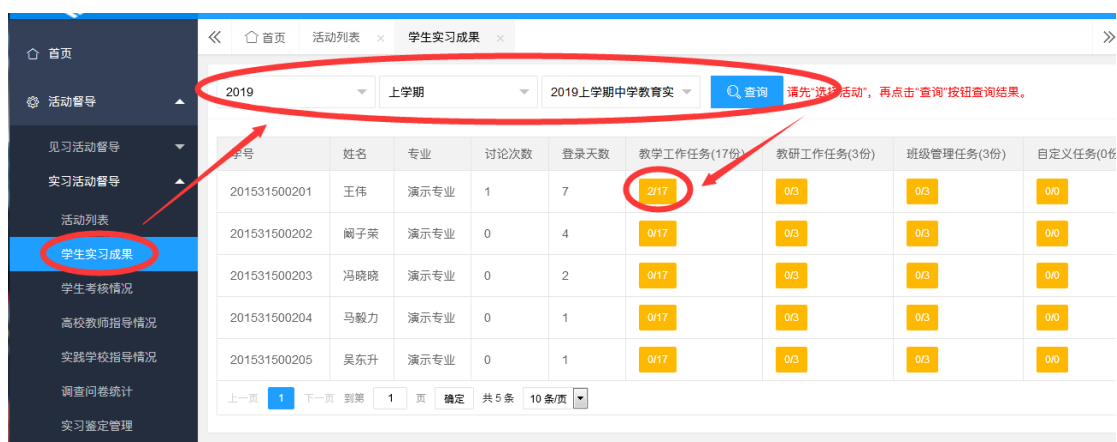 首页
活动督导
见习活动督导
实习活动督导
活动列表
学生实习成果
学生考核情况
高校教师指导情况
实践学校指导情况
调查问卷统计
实习鉴定管理
首页 活动列表 × 学生实习成果 ×
2019 上学期 2019上学期中学教育实 查询 请先“选择活动”，再点击“查询”按钮查询结果。
学号 姓名 专业 讨论次数 登录天数 教学工作任务(17份) 教研工作任务(3份) 班级管理任务(3份) 自定义任务(0份
201531500201 王伟 演示专业 1 7 2/17 0/3 0/3 0/0
201531500202 阚子荣 演示专业 0 4 0/17 0/3 0/3 0/0
201531500203 冯晓晓 演示专业 0 2 0/17 0/3 0/3 0/0
201531500204 马毅力 演示专业 0 1 0/17 0/3 0/3 0/0
201531500205 吴东升 演示专业 0 1 0/17 0/3 0/3 0/0
上一页 1 下一页 到第 1 页 确定 共 5 条 10 条/页